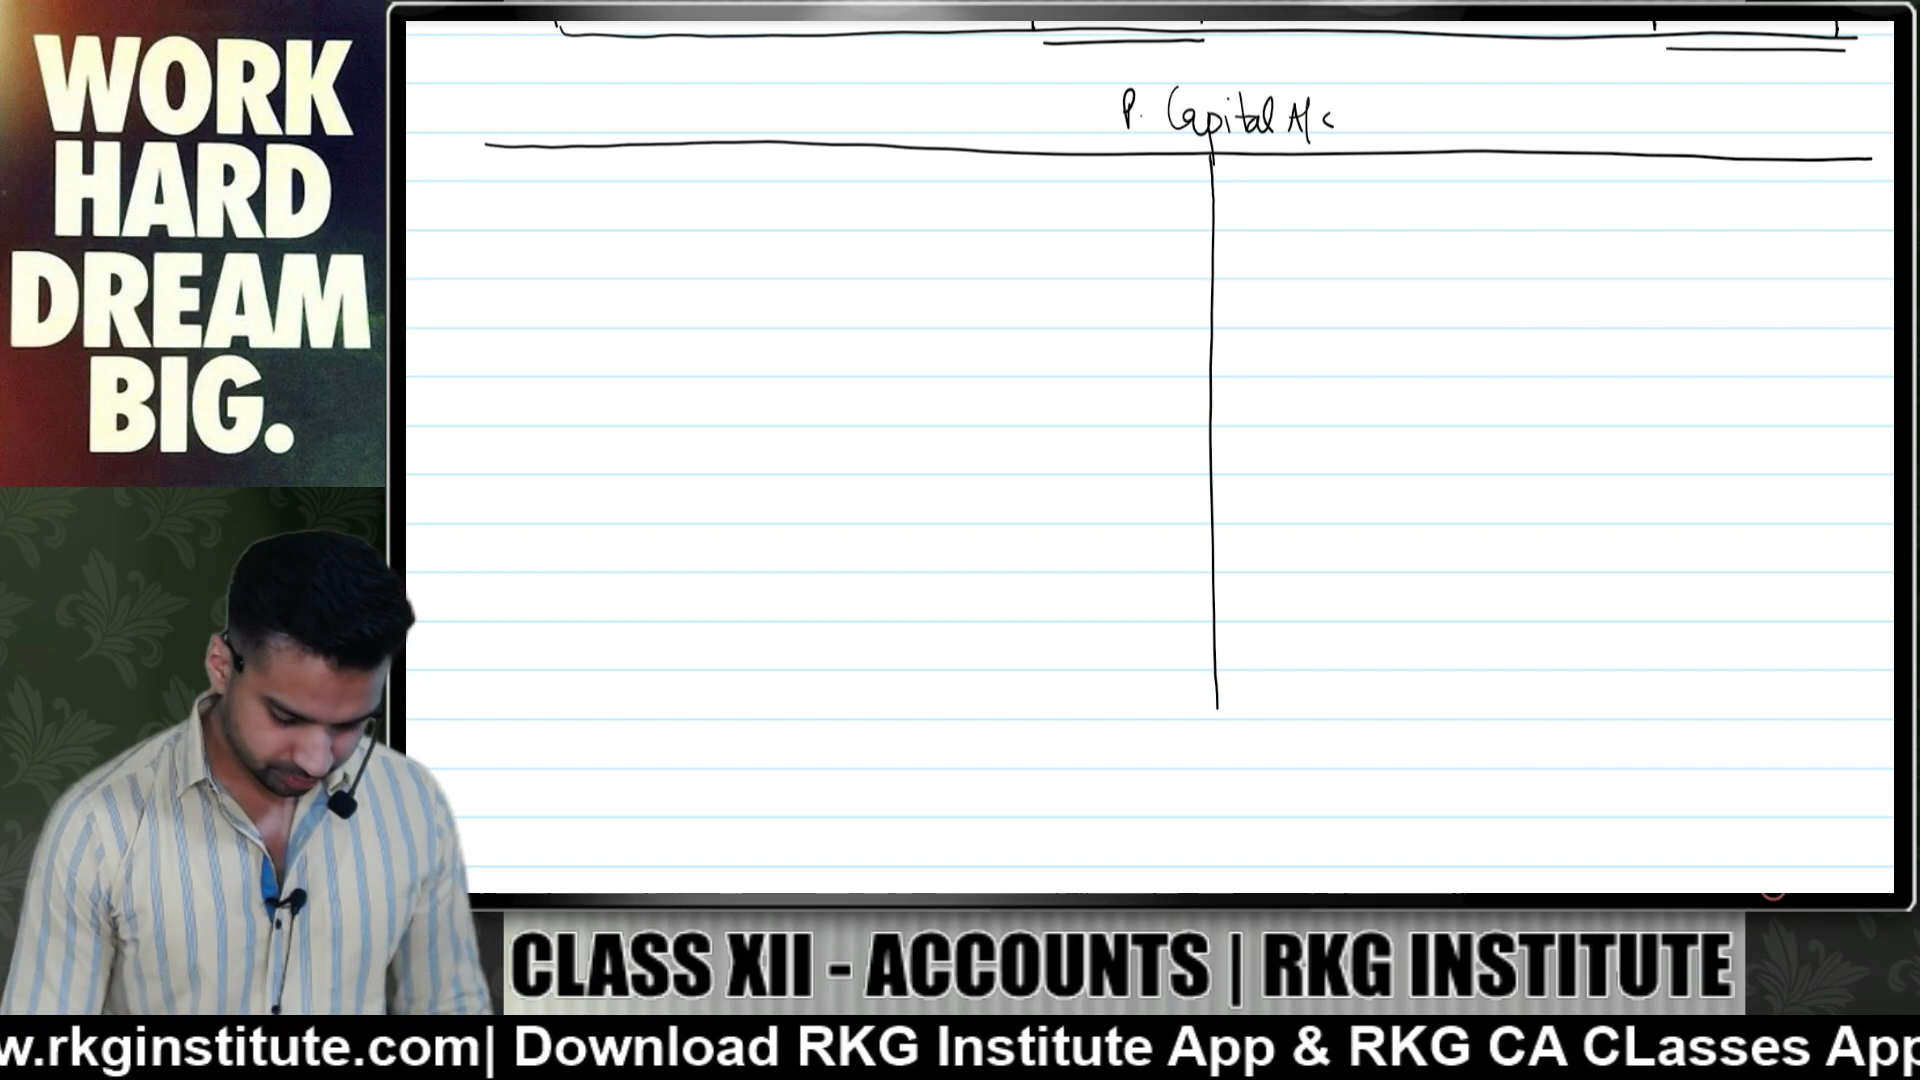 WORK
HARD
DREAM
BIG.
P. Capital A/c
CLASS XII - ACCOUNTS | RKG INSTITUTE
w.rkginstitute.com| Download RKG Institute App & RKG CA CLasses App